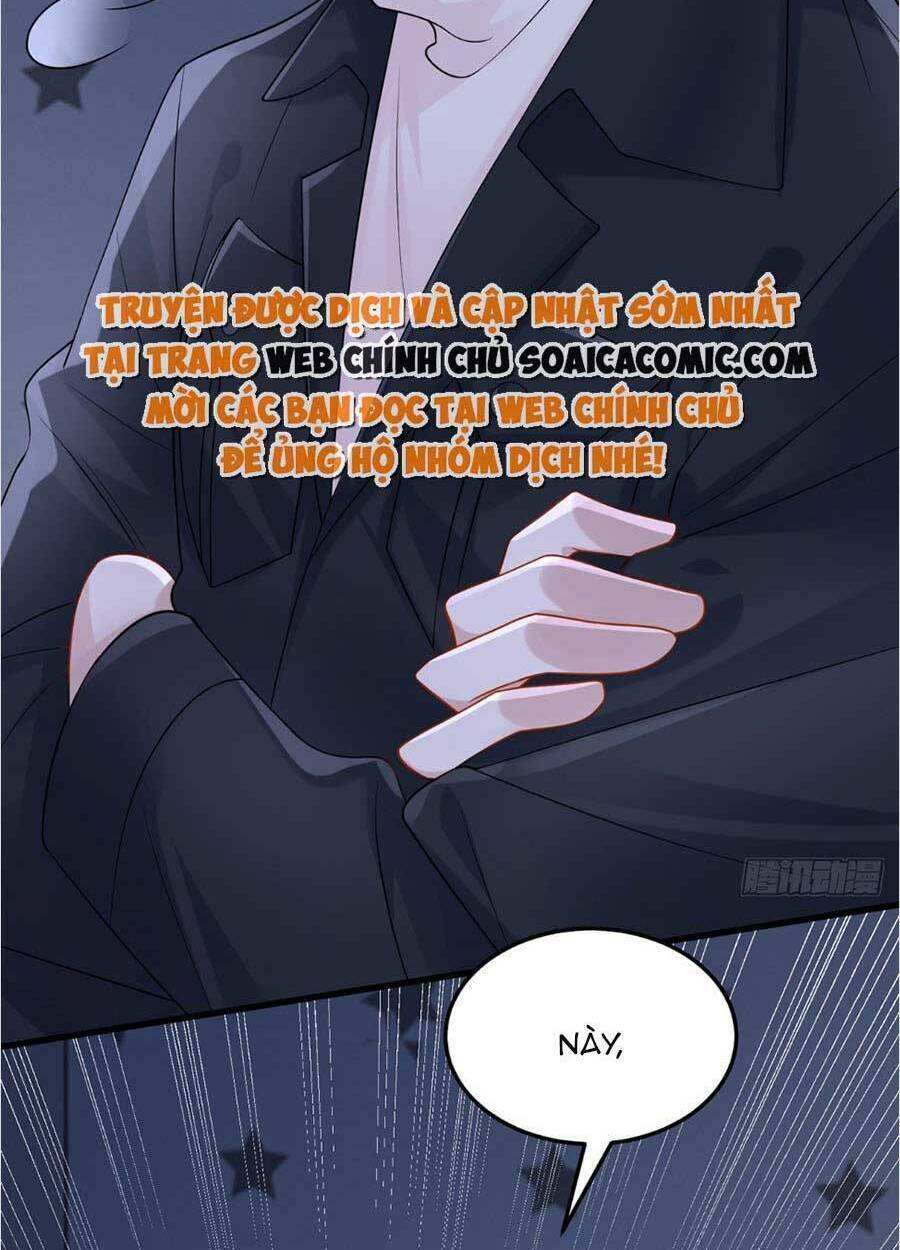 TRUYỆN ĐƯỢC DỊCH VÀ CẬP NHẬT SỚM NHẤT
TẠI TRANG WEB CHÍNH CHỦ SOAICACOMIC.COM
MỜI CÁC BẠN ĐỌC TẠI WEB CHÍNH CHỦ
ĐỂ ỦNG HỘ NHÓM DỊCH NHÉ!
腾讯动漫
NÀY,